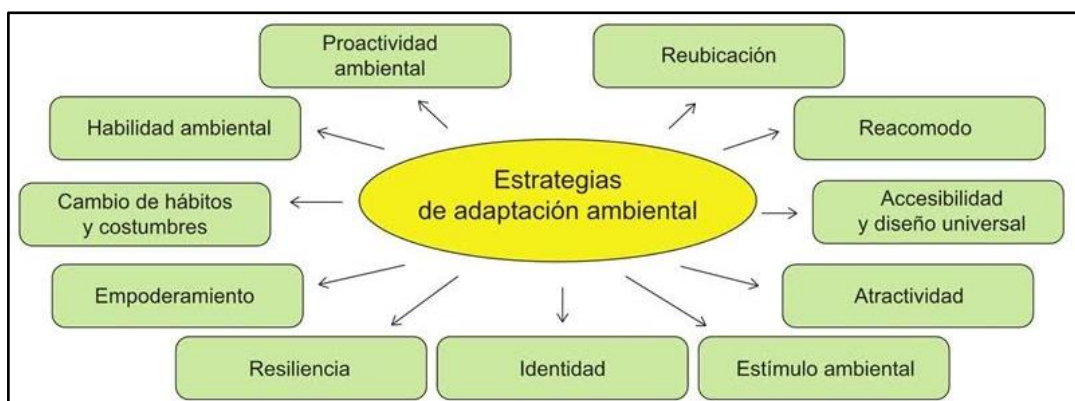 Proactividad
ambiental
Reubicación
Habilidad ambiental
Reacomodo
Estrategias
de adaptación ambiental
Cambio de hábitos
y costumbres
Accesibilidad
y diseño universal
Empoderamiento
Atractividad
Resiliencia
Identidad
Estímulo ambiental